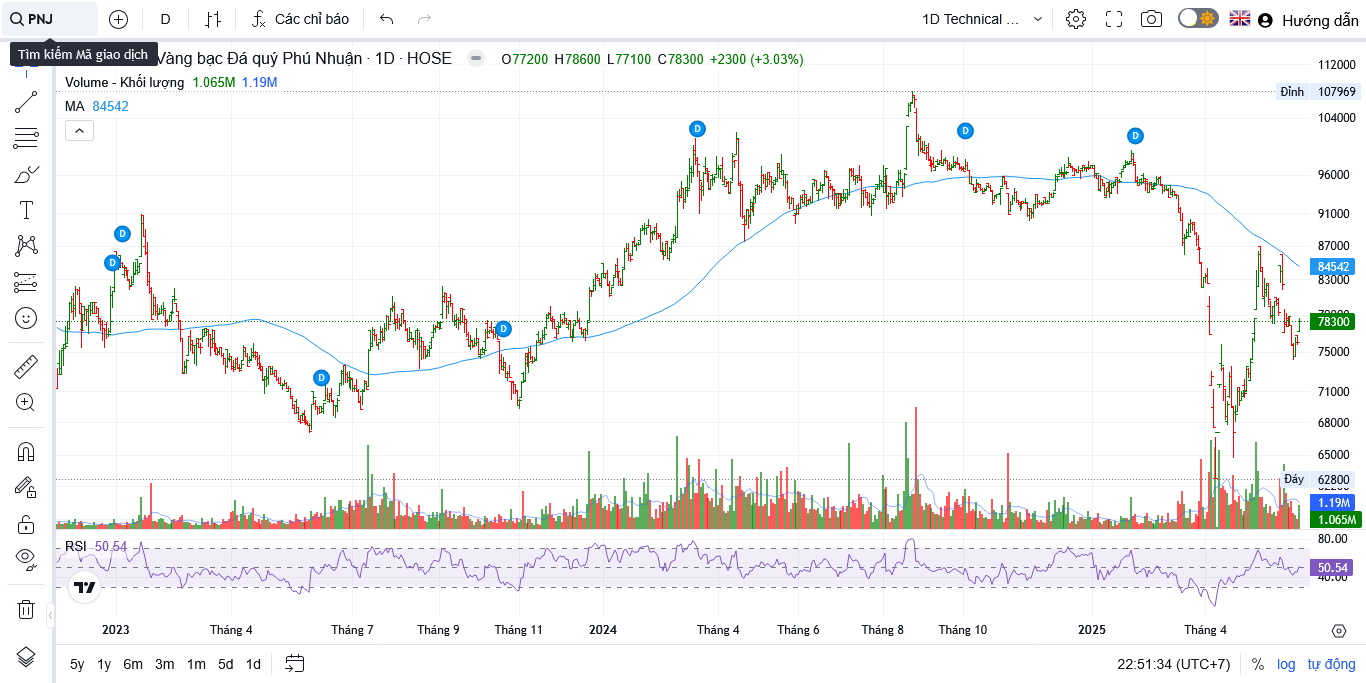 PNJ
D
Các chỉ báo
1D Technical ...
Hướng dẫn
Tìm kiếm Mã giao dịch
Vàng bạc Đá quý Phú Nhuận · 1D · HOSE
O77200 H78600 L77100 C78300 +2300 (+3.03%)
Volume - Khối lượng 1.065M 1.19M
MA 84542
112000
Đỉnh 107969
104000
96000
91000
87000
84542
83000
78300
75000
71000
68000
65000
Đáy 62800
1.19M
1.065M
D
D
D
D
D
D
D
RSI 50.54
80.00
50.54
40.00
2023 Tháng 4 Tháng 7 Tháng 9 Tháng 11 2024 Tháng 4 Tháng 6 Tháng 8 Tháng 10 2025 Tháng 4
5y 1y 6m 3m 1m 5d 1d
22:51:34 (UTC+7) % log tự động